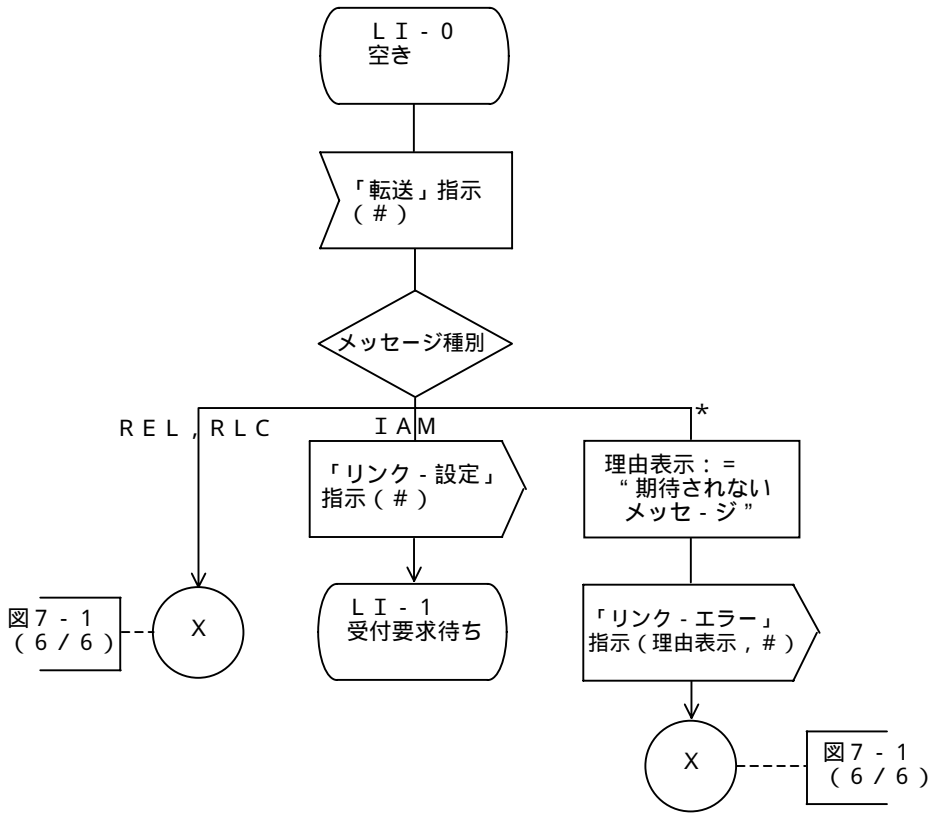 ＬＩ-０
空き
「転送」指示
(＃)
メッセージ種別
ＲＥＬ,ＲＬＣ
ＩＡＭ
*
「リンク-設定」
指示(＃)
理由表示:=
“期待されない
メッセ-ジ”
ＬＩ-１
受付要求待ち
「リンク-エラー」
指示(理由表示,＃)
図７-１
(６/６)
Ｘ
Ｘ
図７-１
(６/６)